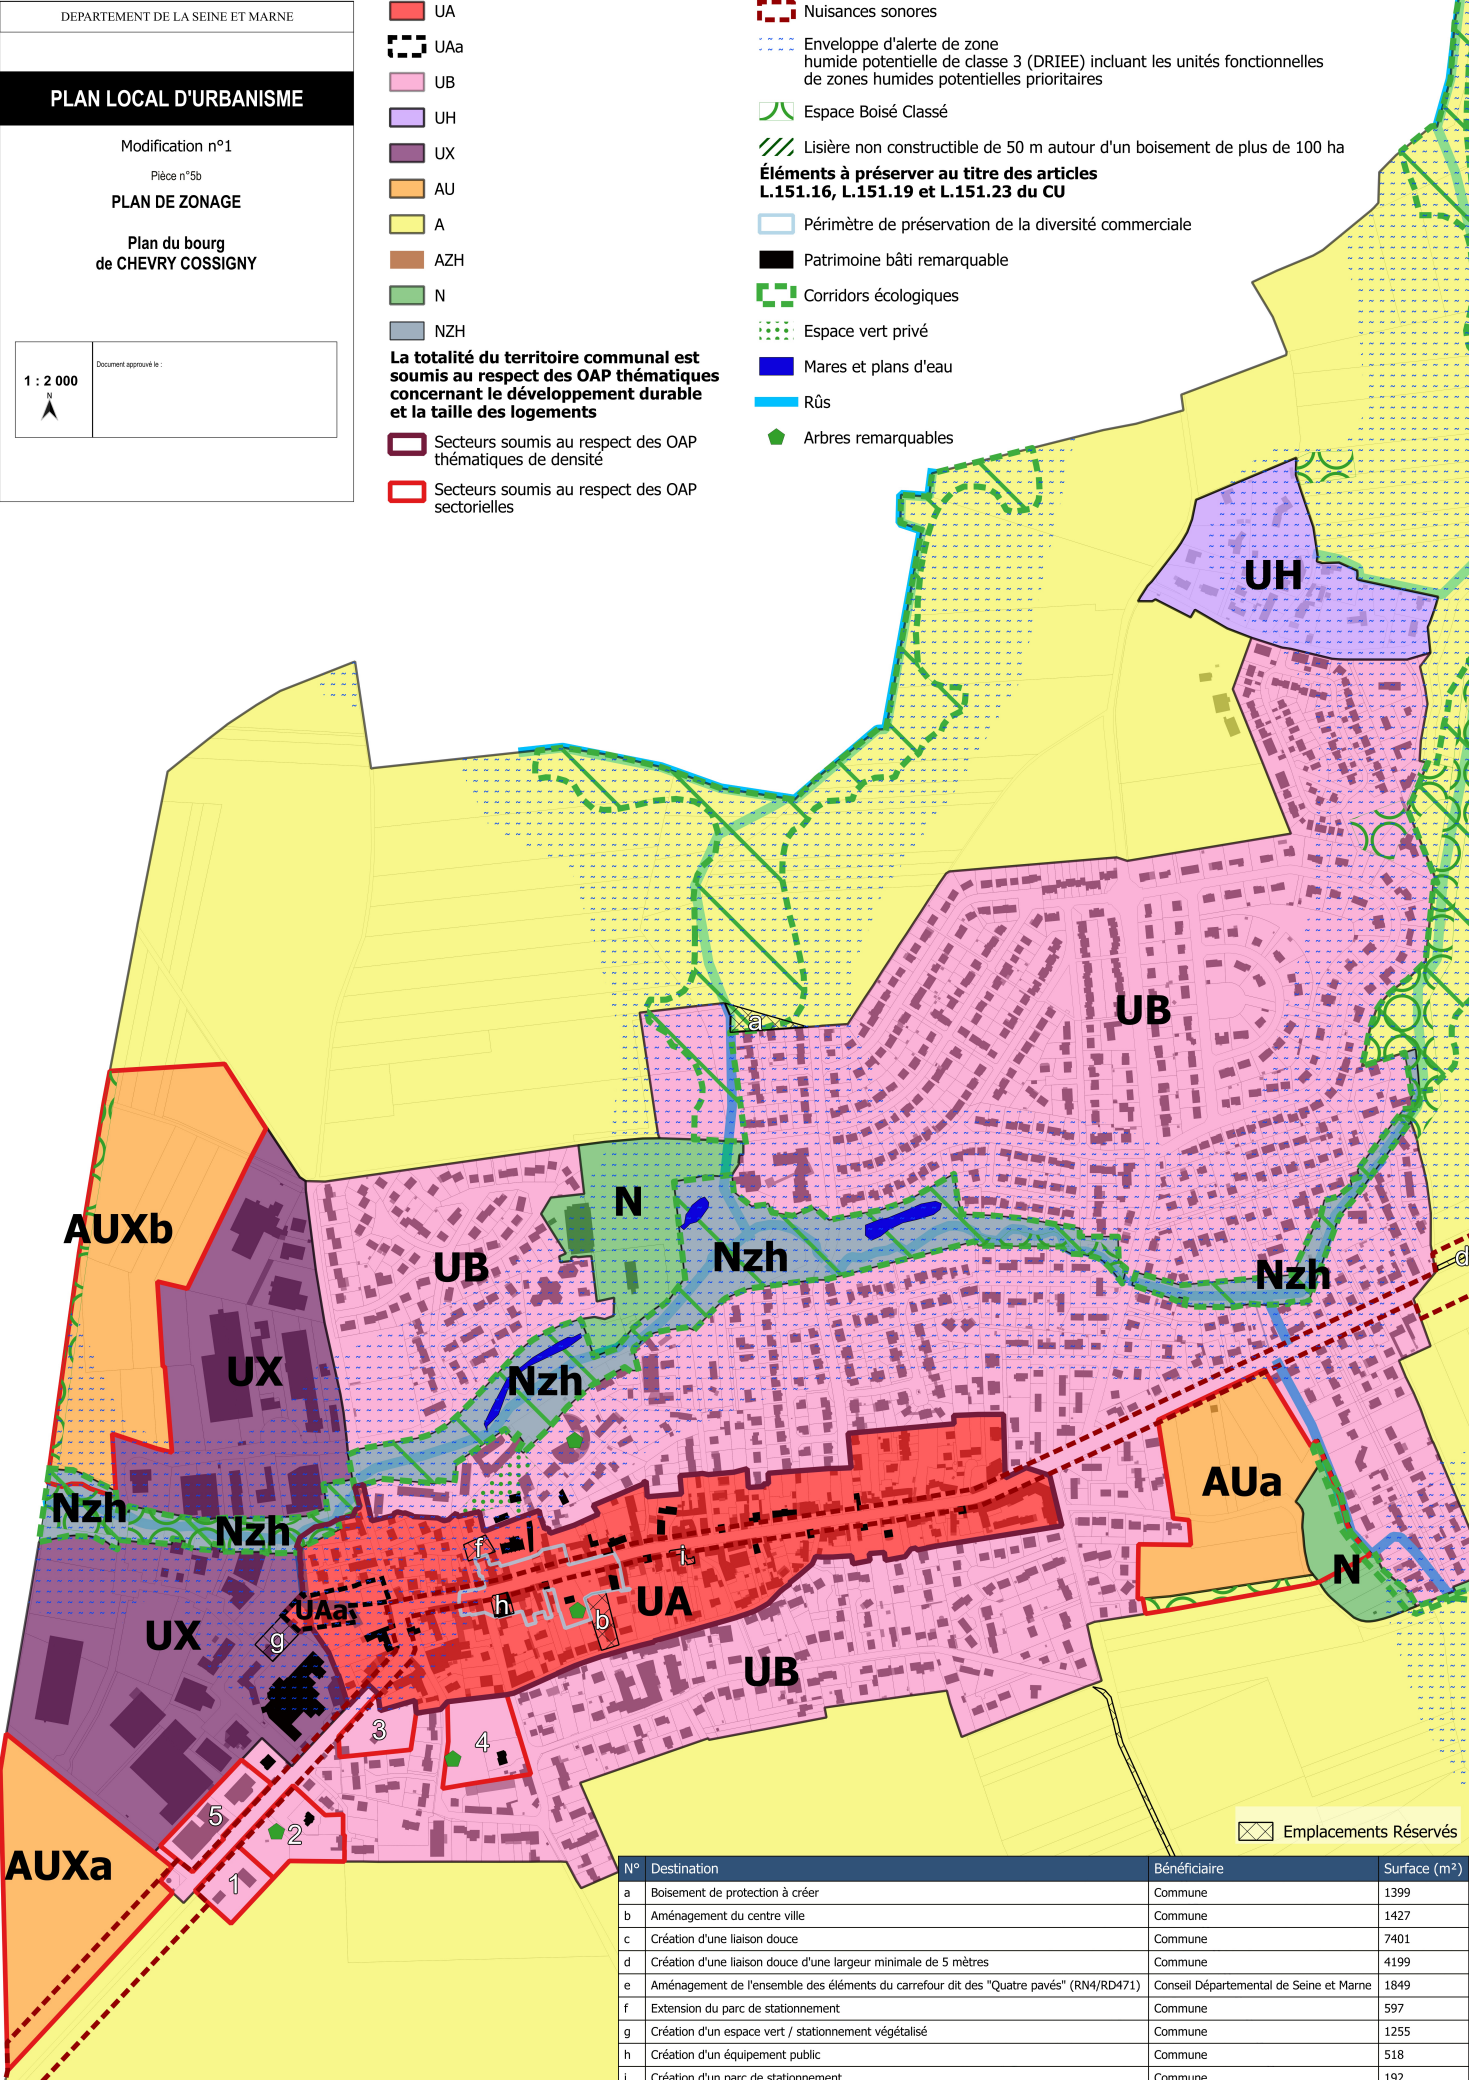 DEPARTEMENT DE LA SEINE ET MARNE
PLAN LOCAL D'URBANISME
Modification n°1
Pièce n°5b
PLAN DE ZONAGE
Plan du bourg
de CHEVRY COSSIGNY
1 : 2 000
N
Document approuvé le :
UA
UAa
UB
UH
UX
AU
A
AZH
N
NZH
La totalité du territoire communal est
soumis au respect des OAP thématiques
concernant le développement durable
et la taille des logements
Secteurs soumis au respect des OAP
thématiques de densité
Secteurs soumis au respect des OAP
sectorielles
Nuisances sonores
Enveloppe d'alerte de zone
humide potentielle de classe 3 (DRIEE) incluant les unités fonctionnelles
de zones humides potentielles prioritaires
Espace Boisé Classé
Lisière non constructible de 50 m autour d'un boisement de plus de 100 ha
Éléments à préserver au titre des articles
L.151.16, L.151.19 et L.151.23 du CU
Périmètre de préservation de la diversité commerciale
Patrimoine bâti remarquable
Corridors écologiques
Espace vert privé
Mares et plans d'eau
Rûs
Arbres remarquables
UH
UB
a
N
AUXb
UB
Nzh
Nzh
d
UX
Nzh
AUa
Nzh
Nzh
f
i
N
UAa
h
UA
b
UX
g
UB
3
4
5
2
AUXa
1
Emplacements Réservés
N° Destination Bénéficiaire Surface (m²)
a Boisement de protection à créer Commune 1399
b Aménagement du centre ville Commune 1427
c Création d'une liaison douce Commune 7401
d Création d'une liaison douce d'une largeur minimale de 5 mètres Commune 4199
e Aménagement de l'ensemble des éléments du carrefour dit des "Quatre pavés" (RN4/RD471) Conseil Départemental de Seine et Marne 1849
f Extension du parc de stationnement Commune 597
g Création d'un espace vert / stationnement végétalisé Commune 1255
h Création d'un équipement public Commune 518
i Création d'un parc de stationnement Commune 192